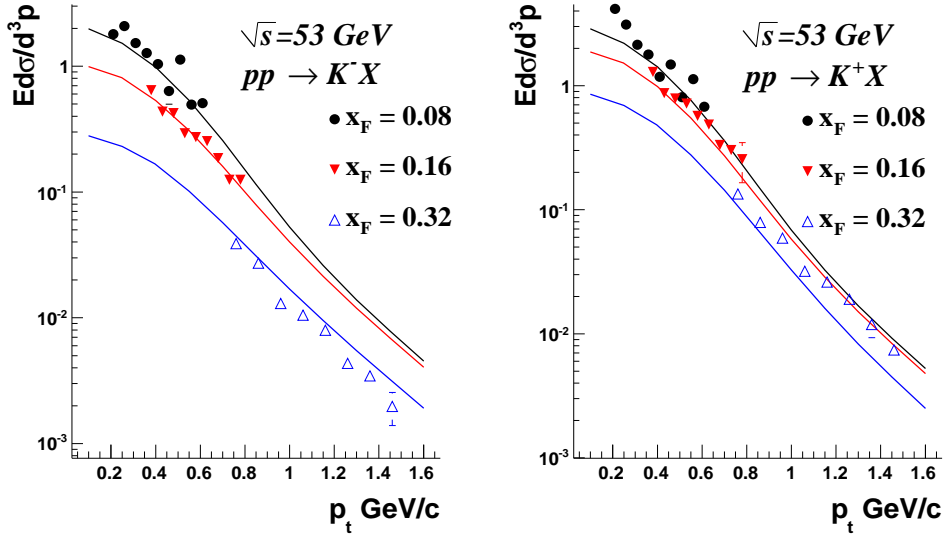 Edσ/d³p
√s=53 GeV
pp → K⁻X
x_F = 0.08
x_F = 0.16
x_F = 0.32
1
10⁻¹
10⁻²
10⁻³
0.2 0.4 0.6 0.8 1 1.2 1.4 1.6
p_t GeV/c
Edσ/d³p
√s=53 GeV
pp → K⁺X
x_F = 0.08
x_F = 0.16
x_F = 0.32
1
10⁻¹
10⁻²
10⁻³
0.2 0.4 0.6 0.8 1 1.2 1.4 1.6
p_t GeV/c